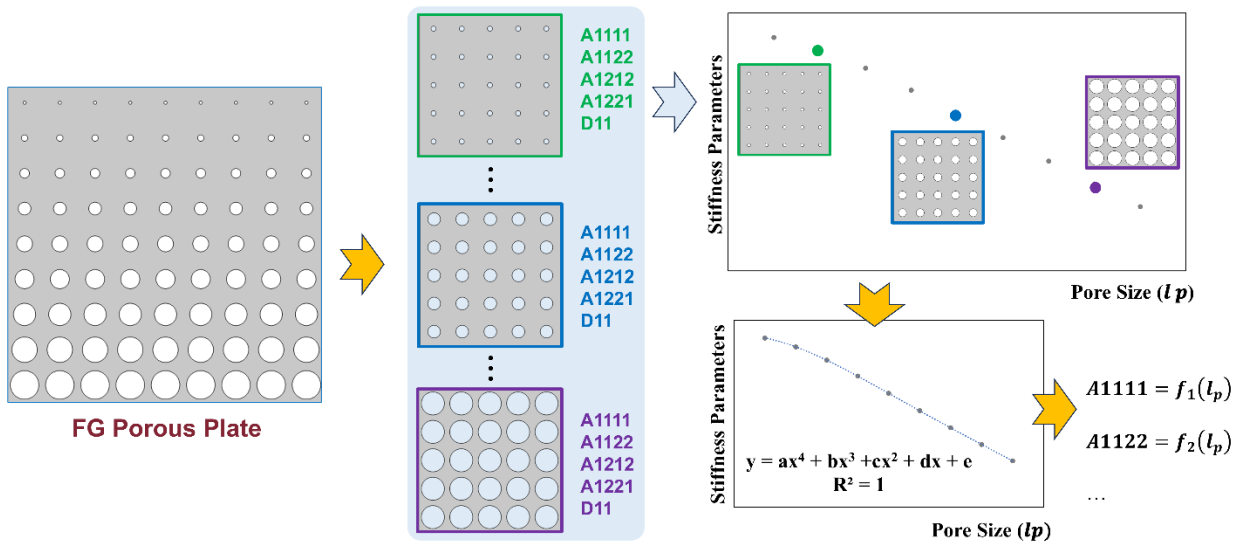 FG Porous Plate
A1111
A1122
A1212
A1221
D11
A1111
A1122
A1212
A1221
D11
A1111
A1122
A1212
A1221
D11
Stiffness Parameters
Pore Size (l p)
Stiffness Parameters
y = ax⁴ + bx³ +cx² + dx + e
R² = 1
Pore Size (lp)
A1111 = f₁(lₚ)
A1122 = f₂(lₚ)
...